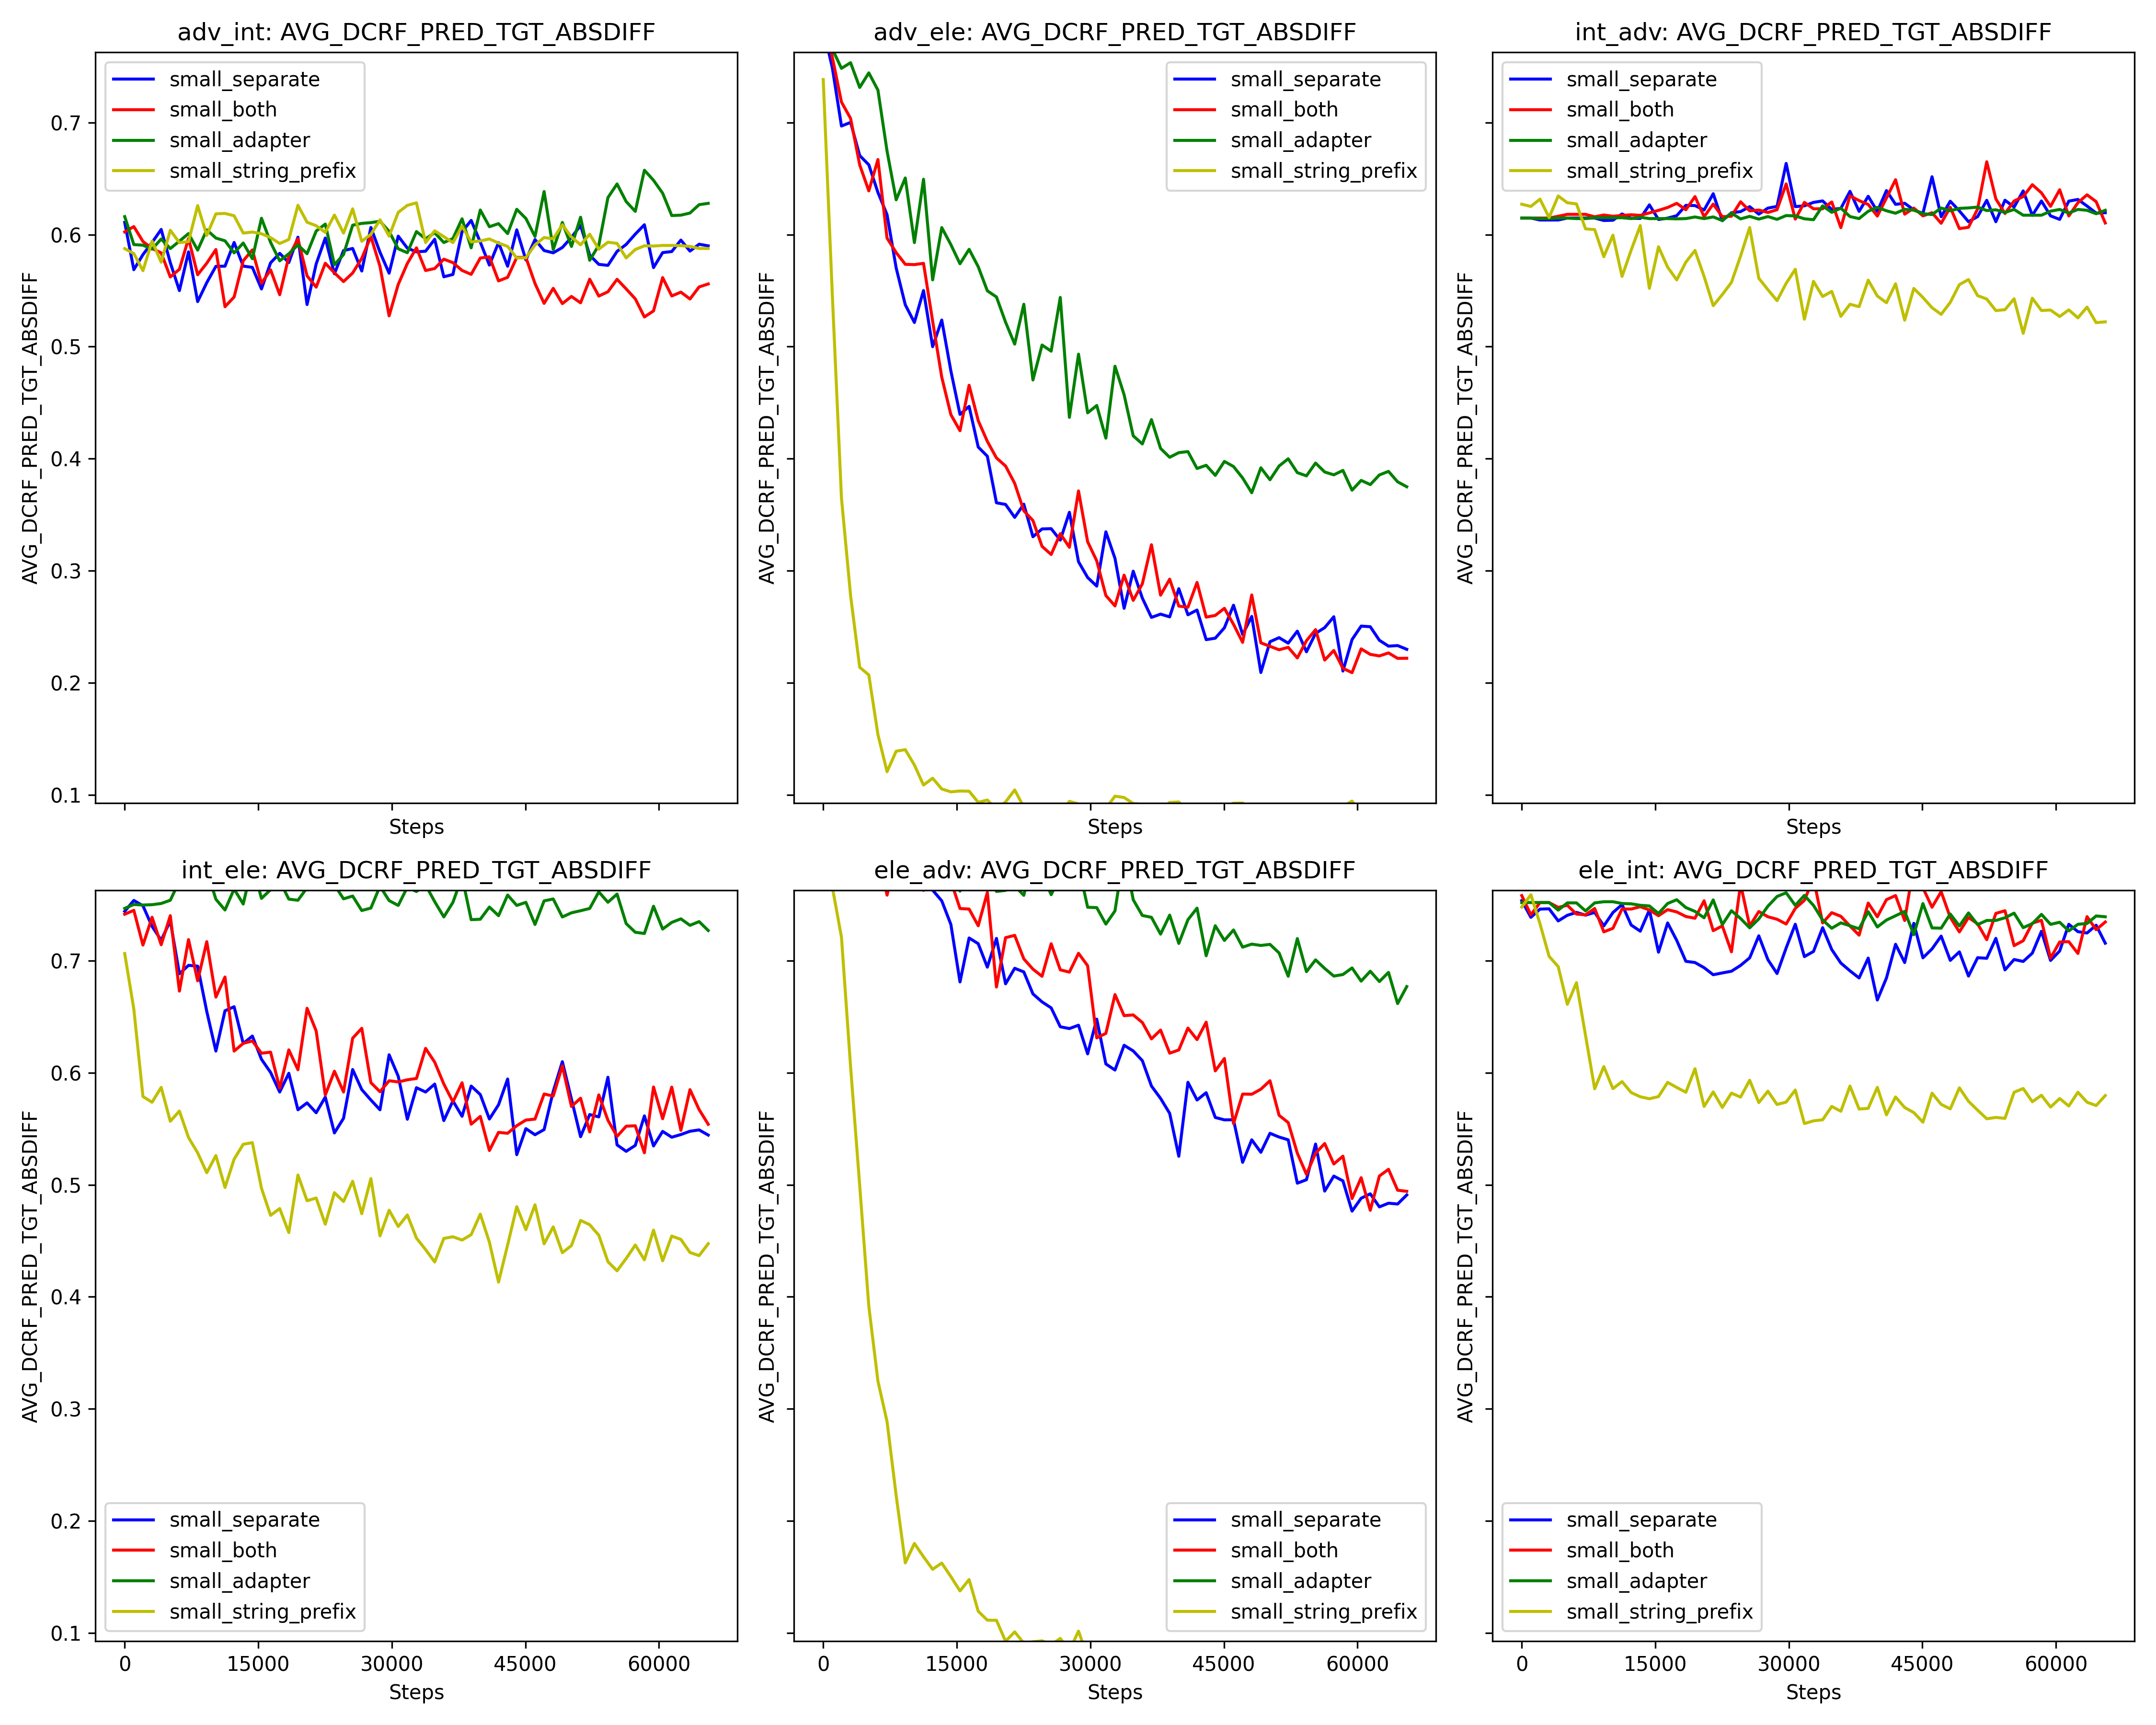 adv_int: AVG_DCRF_PRED_TGT_ABSDIFF
AVG_DCRF_PRED_TGT_ABSDIFF
0.7
0.6
0.5
0.4
0.3
0.2
0.1
small_separate
small_both
small_adapter
small_string_prefix
Steps
adv_ele: AVG_DCRF_PRED_TGT_ABSDIFF
AVG_DCRF_PRED_TGT_ABSDIFF
small_separate
small_both
small_adapter
small_string_prefix
Steps
int_adv: AVG_DCRF_PRED_TGT_ABSDIFF
AVG_DCRF_PRED_TGT_ABSDIFF
small_separate
small_both
small_adapter
small_string_prefix
Steps
int_ele: AVG_DCRF_PRED_TGT_ABSDIFF
AVG_DCRF_PRED_TGT_ABSDIFF
0.7
0.6
0.5
0.4
0.3
0.2
0.1
small_separate
small_both
small_adapter
small_string_prefix
0 15000 30000 45000 60000
Steps
ele_adv: AVG_DCRF_PRED_TGT_ABSDIFF
AVG_DCRF_PRED_TGT_ABSDIFF
small_separate
small_both
small_adapter
small_string_prefix
0 15000 30000 45000 60000
Steps
ele_int: AVG_DCRF_PRED_TGT_ABSDIFF
AVG_DCRF_PRED_TGT_ABSDIFF
small_separate
small_both
small_adapter
small_string_prefix
0 15000 30000 45000 60000
Steps